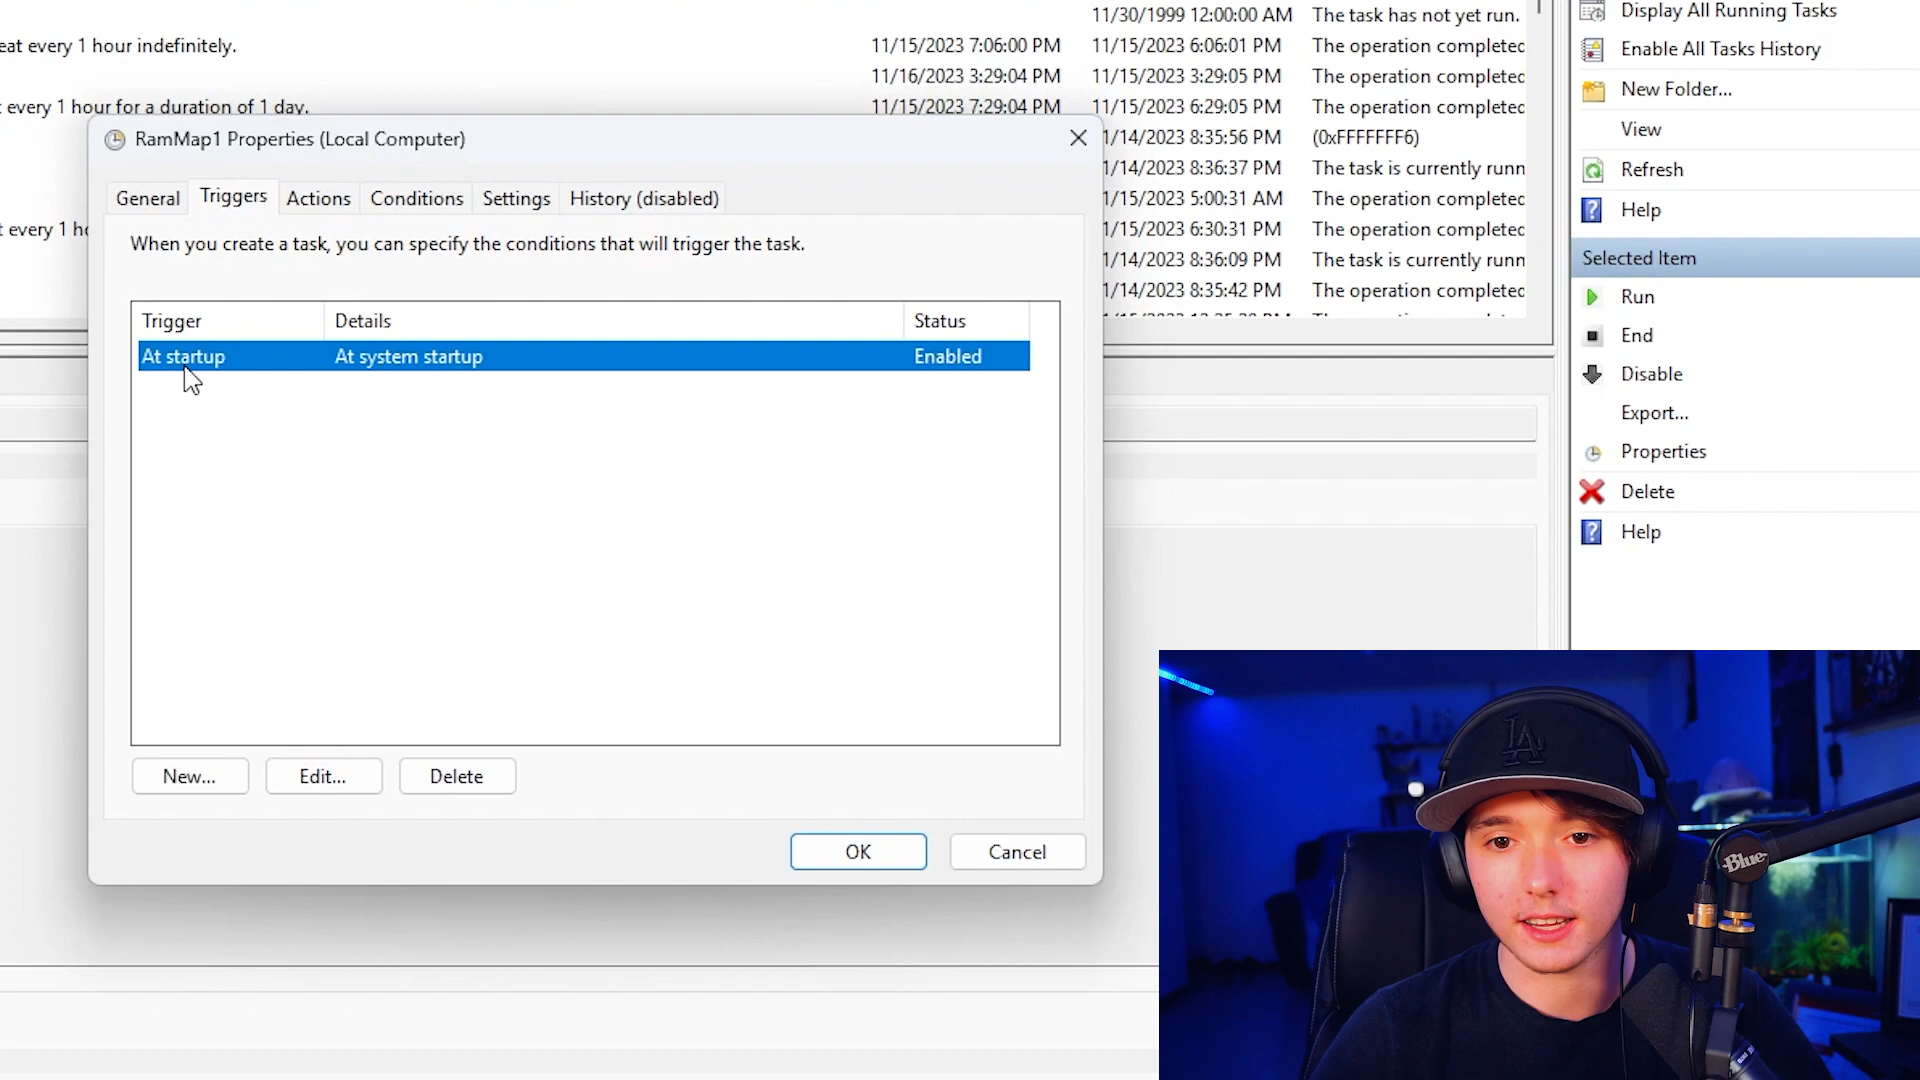 11/30/1999 12:00:00 AM The task has not yet run.
eat every 1 hour indefinitely. 11/15/2023 7:06:00 PM 11/15/2023 6:06:01 PM The operation completed
11/16/2023 3:29:04 PM 11/15/2023 3:29:05 PM The operation completed
every 1 hour for a duration of 1 day. 11/15/2023 7:29:04 PM 11/15/2023 6:29:05 PM The operation completed
1/14/2023 8:35:56 PM (0xFFFFFFF6)
1/14/2023 8:36:37 PM The task is currently runn
1/15/2023 5:00:31 AM The operation completed
t every 1 ho 1/15/2023 6:30:31 PM The operation completed
1/14/2023 8:36:09 PM The task is currently runn
1/14/2023 8:35:42 PM The operation completed
RamMap1 Properties (Local Computer)
General Triggers Actions Conditions Settings History (disabled)
When you create a task, you can specify the conditions that will trigger the task.
Trigger Details Status
At startup At system startup Enabled
New... Edit... Delete
OK Cancel
Display All Running Tasks
Enable All Tasks History
New Folder...
View
Refresh
Help
Selected Item
Run
End
Disable
Export...
Properties
Delete
Help
LA
Blue